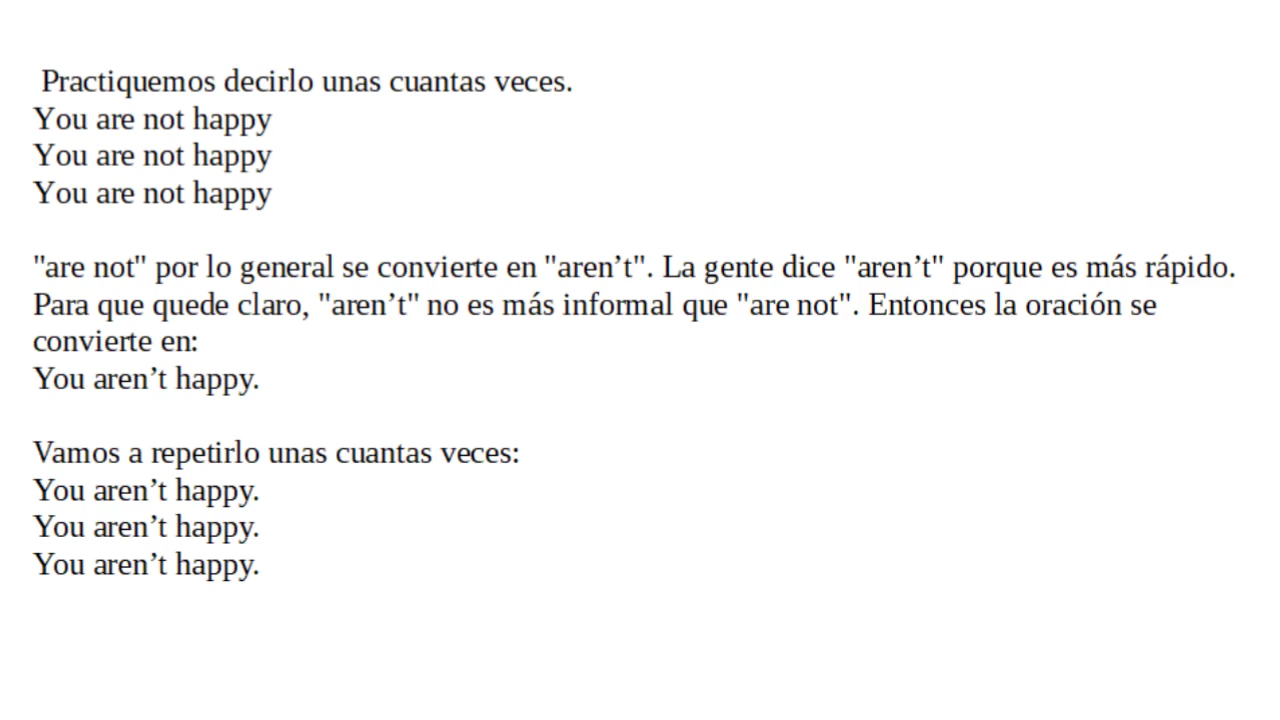 Practiquemos decirlo unas cuantas veces.
You are not happy
You are not happy
You are not happy
"are not" por lo general se convierte en "aren’t". La gente dice "aren’t" porque es más rápido.
Para que quede claro, "aren’t" no es más informal que "are not". Entonces la oración se
convierte en:
You aren’t happy.
Vamos a repetirlo unas cuantas veces:
You aren’t happy.
You aren’t happy.
You aren’t happy.